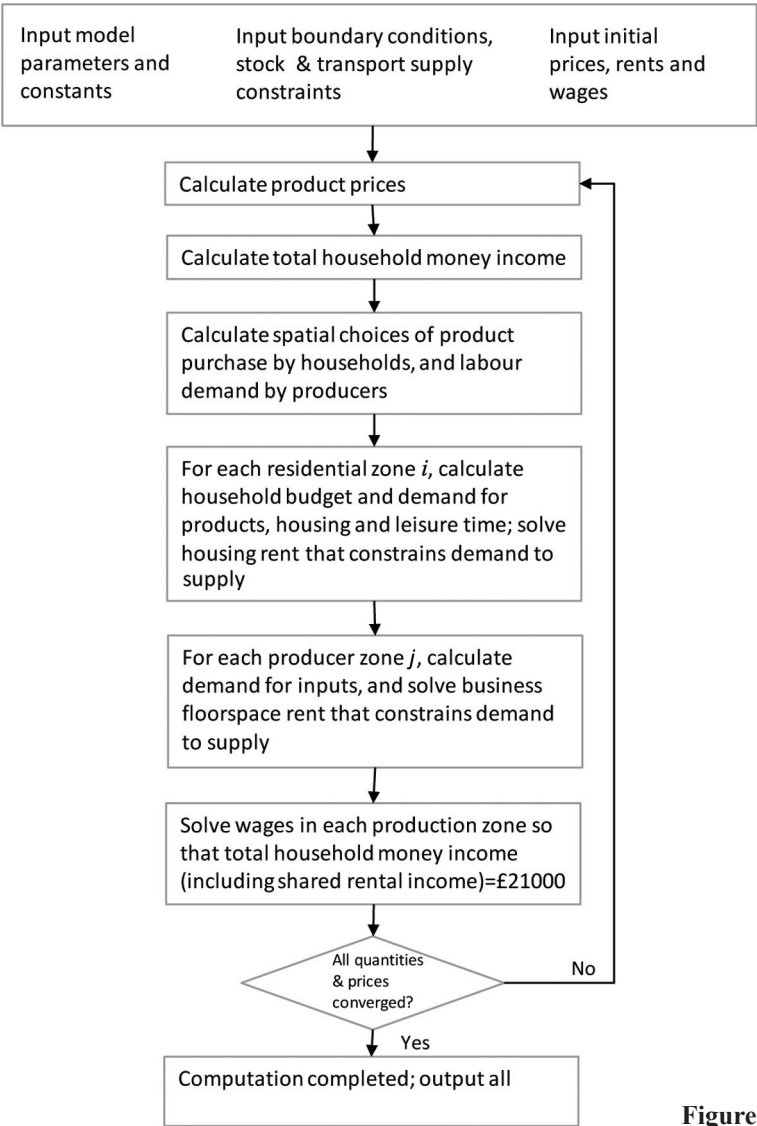 Input model
parameters and
constants
Input boundary conditions,
stock & transport supply
constraints
Input initial
prices, rents and
wages
Calculate product prices
Calculate total household money income
Calculate spatial choices of product
purchase by households, and labour
demand by producers
For each residential zone i, calculate
household budget and demand for
products, housing and leisure time; solve
housing rent that constrains demand to
supply
For each producer zone j, calculate
demand for inputs, and solve business
floorspace rent that constrains demand
to supply
Solve wages in each production zone so
that total household money income
(including shared rental income)=£21000
All quantities
& prices
converged?
No
Yes
Computation completed; output all
Figure